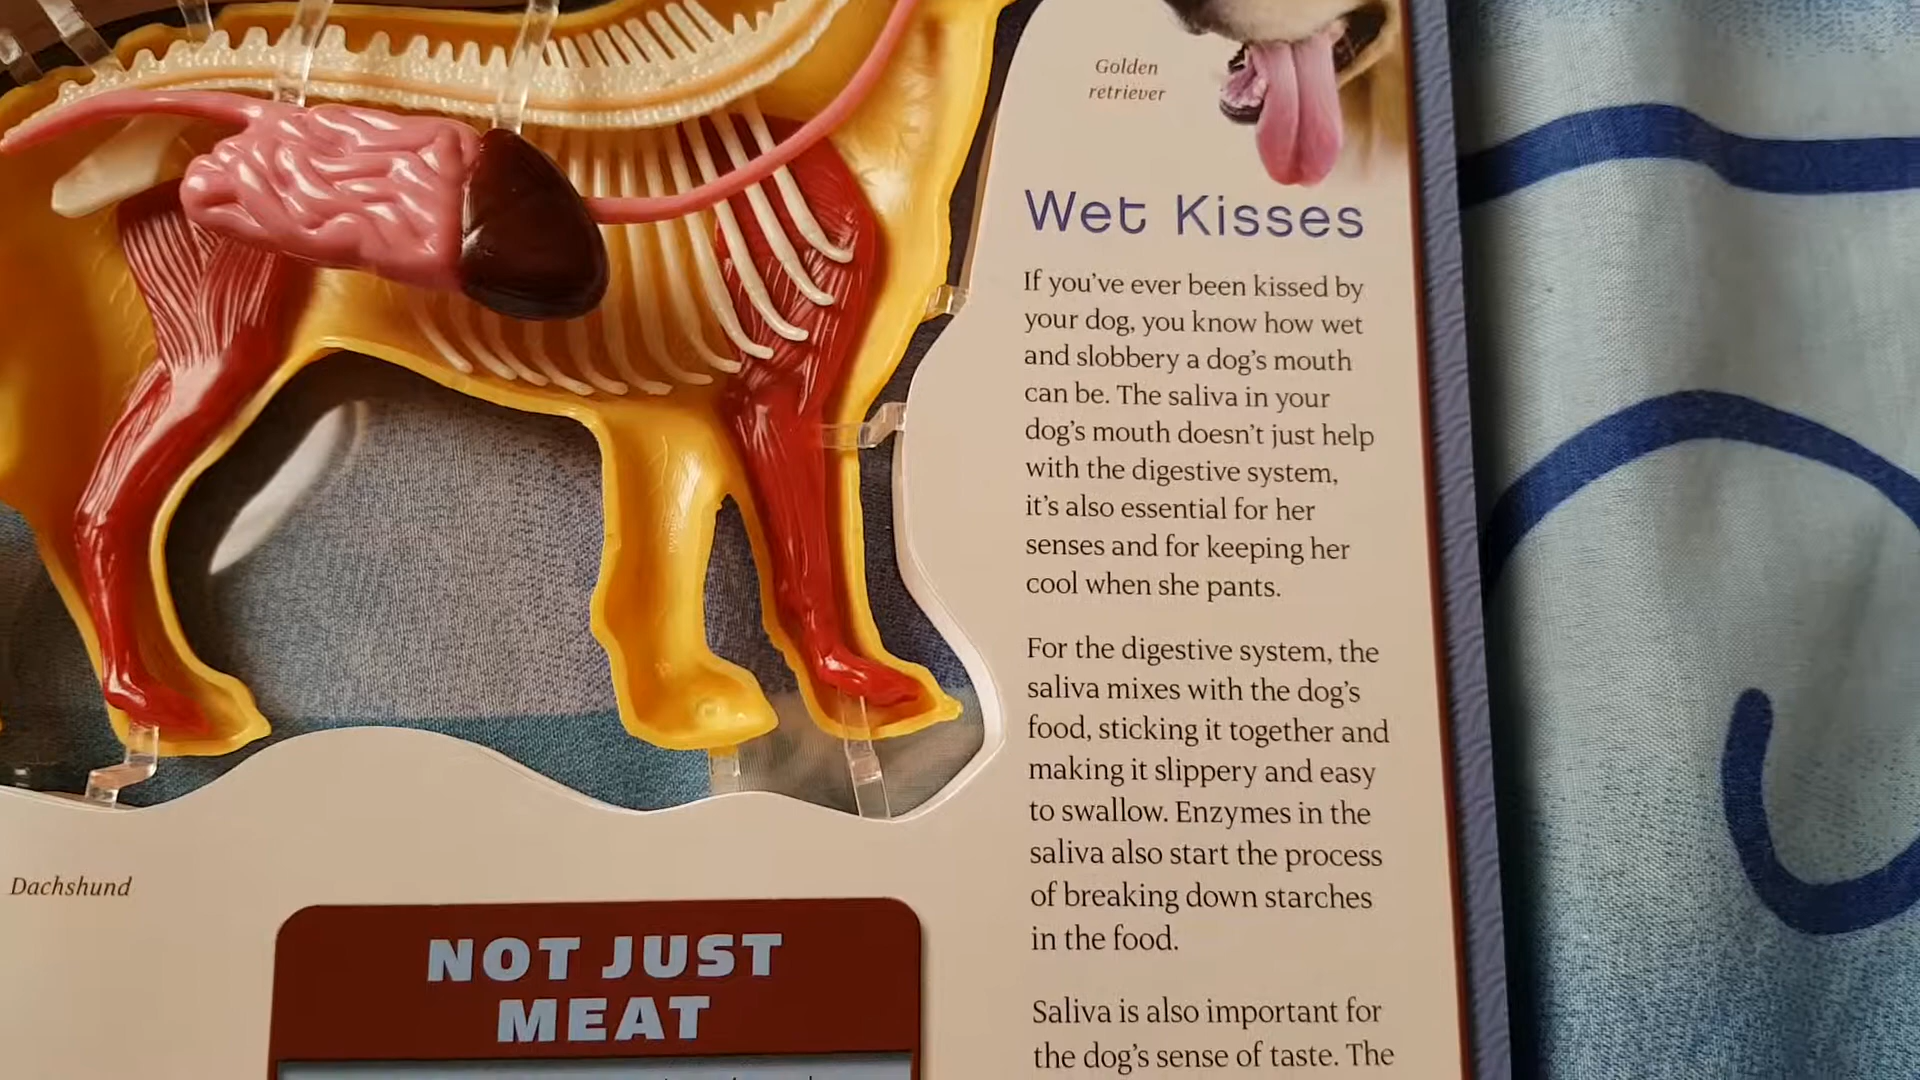 Golden
retriever
Wet Kisses
If you've ever been kissed by
your dog, you know how wet
and slobbery a dog's mouth
can be. The saliva in your
dog's mouth doesn't just help
with the digestive system,
it's also essential for her
senses and for keeping her
cool when she pants.
For the digestive system, the
saliva mixes with the dog's
food, sticking it together and
making it slippery and easy
to swallow. Enzymes in the
saliva also start the process
of breaking down starches
in the food.
Saliva is also important for
the dog's sense of taste. The
Dachshund
NOT JUST
MEAT